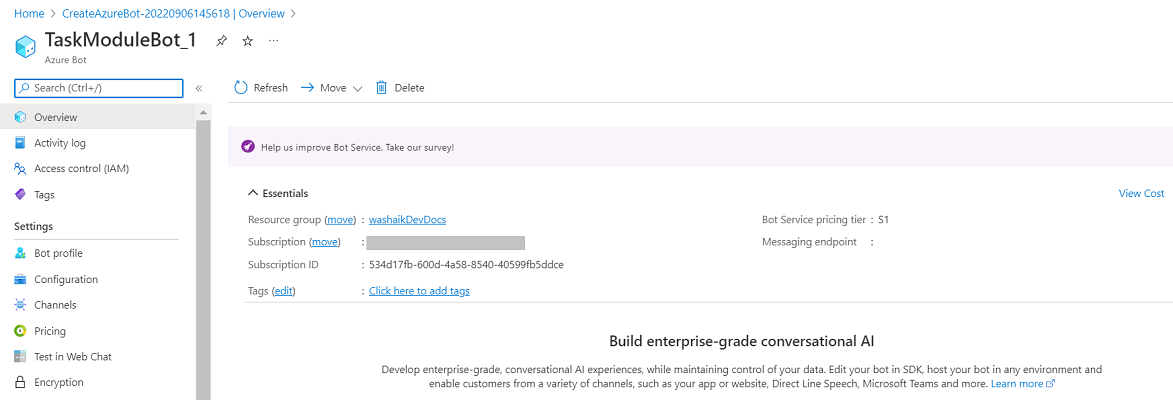 Home > CreateAzureBot-20220906145618 | Overview >
TaskModuleBot_1
Azure Bot
Search (Ctrl+/)
Overview
Activity log
Access control (IAM)
Tags
Settings
Bot profile
Configuration
Channels
Pricing
Test in Web Chat
Encryption
Refresh Move Delete
Help us improve Bot Service. Take our survey!
Essentials
View Cost
Resource group (move) : washaikDevDocs
Subscription (move) :
Subscription ID : 534d17fb-600d-4a58-8540-40599fb5ddce
Tags (edit) : Click here to add tags
Bot Service pricing tier : S1
Messaging endpoint :
Build enterprise-grade conversational AI
Develop enterprise-grade, conversational AI experiences, while maintaining control of your data. Edit your bot in SDK, host your bot in any environment and
enable customers from a variety of channels, such as your app or website, Direct Line Speech, Microsoft Teams and more. Learn more